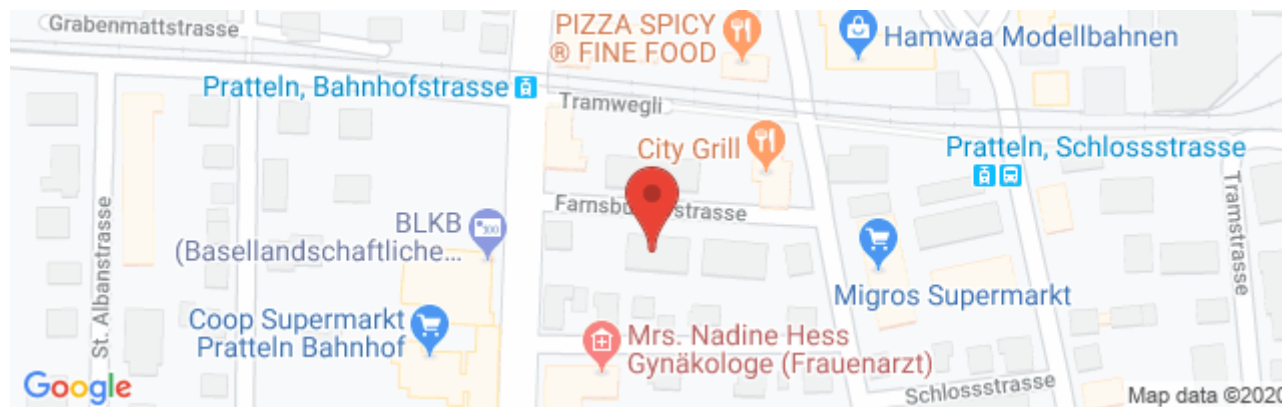 Grabenmattstrasse
PIZZA SPICY
® FINE FOOD
Hamwaa Modellbahnen
Pratteln, Bahnhofstrasse
Tramwegli
City Grill
Pratteln, Schlossstrasse
St. Albanstrasse
BLKB
(Basellandschaftliche...
strasse
Tramstrasse
Migros Supermarkt
Coop Supermarkt
Pratteln Bahnhof
Mrs. Nadine Hess
Gynäkologe (Frauenarzt)
Schlossstrasse
Google
Map data ©2020